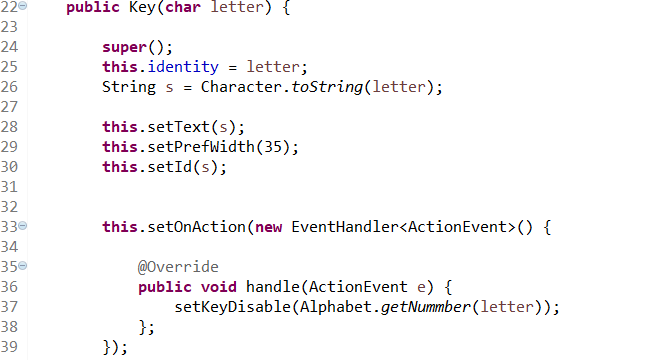 22 public Key(char letter) {
23
24 super();
25 this.identity = letter;
26 String s = Character.toString(letter);
27
28 this.setText(s);
29 this.setPrefWidth(35);
30 this.setId(s);
31
32
33 this.setOnAction(new EventHandler<ActionEvent>() {
34
35 @Override
36 public void handle(ActionEvent e) {
37 setKeyDisable(Alphabet.getNummber(letter));
38 };
39 });